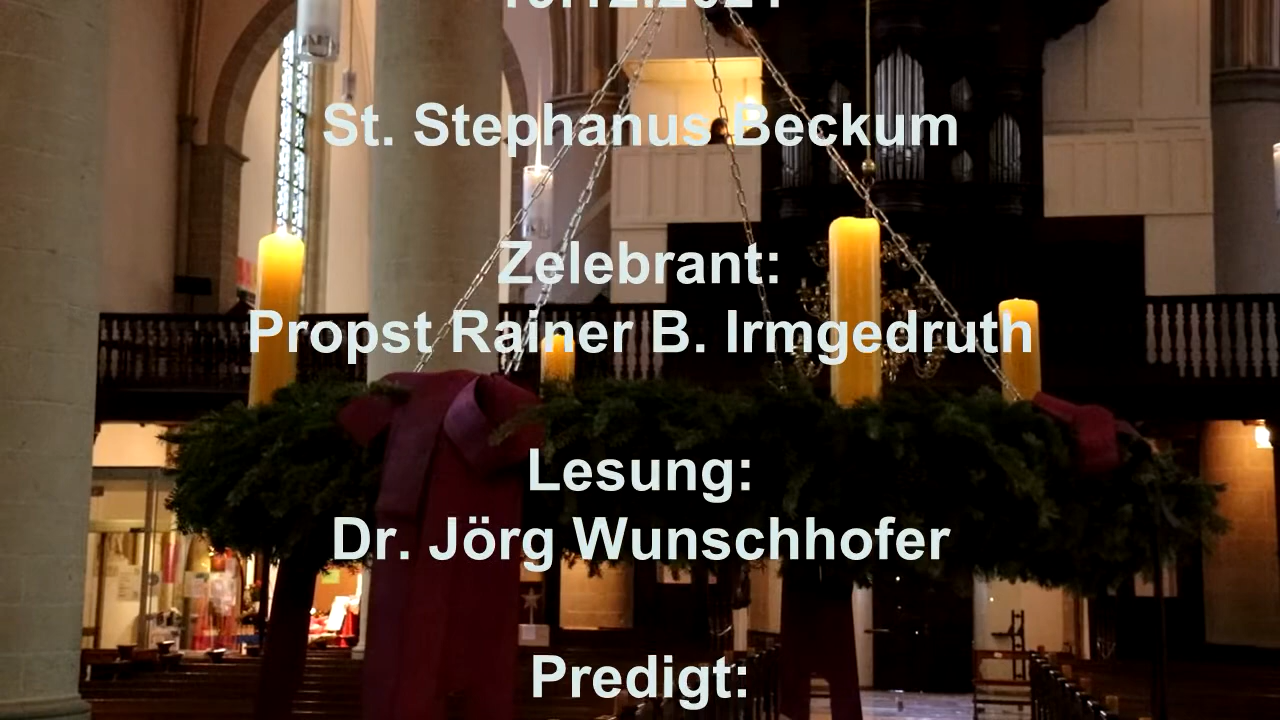 St. Stephanus Beckum
Zelebrant:
Propst Rainer B. Irmgedruth
Lesung:
Dr. Jörg Wunschhofer
Predigt: